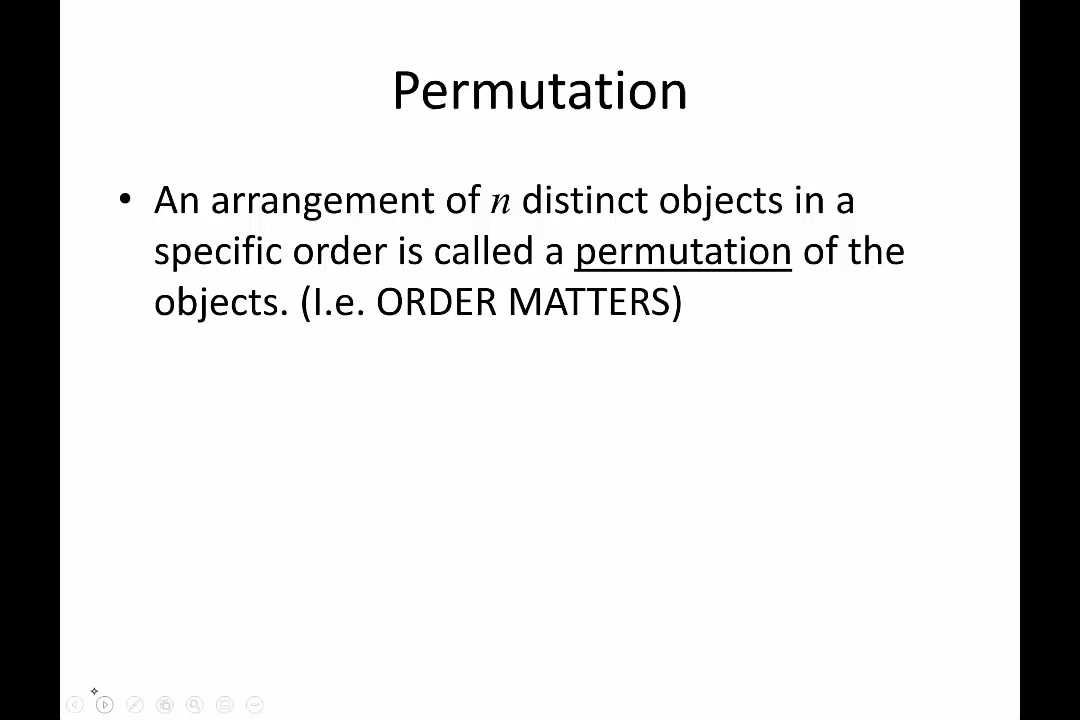 Permutation
• An arrangement of n distinct objects in a
specific order is called a permutation of the
objects. (I.e. ORDER MATTERS)